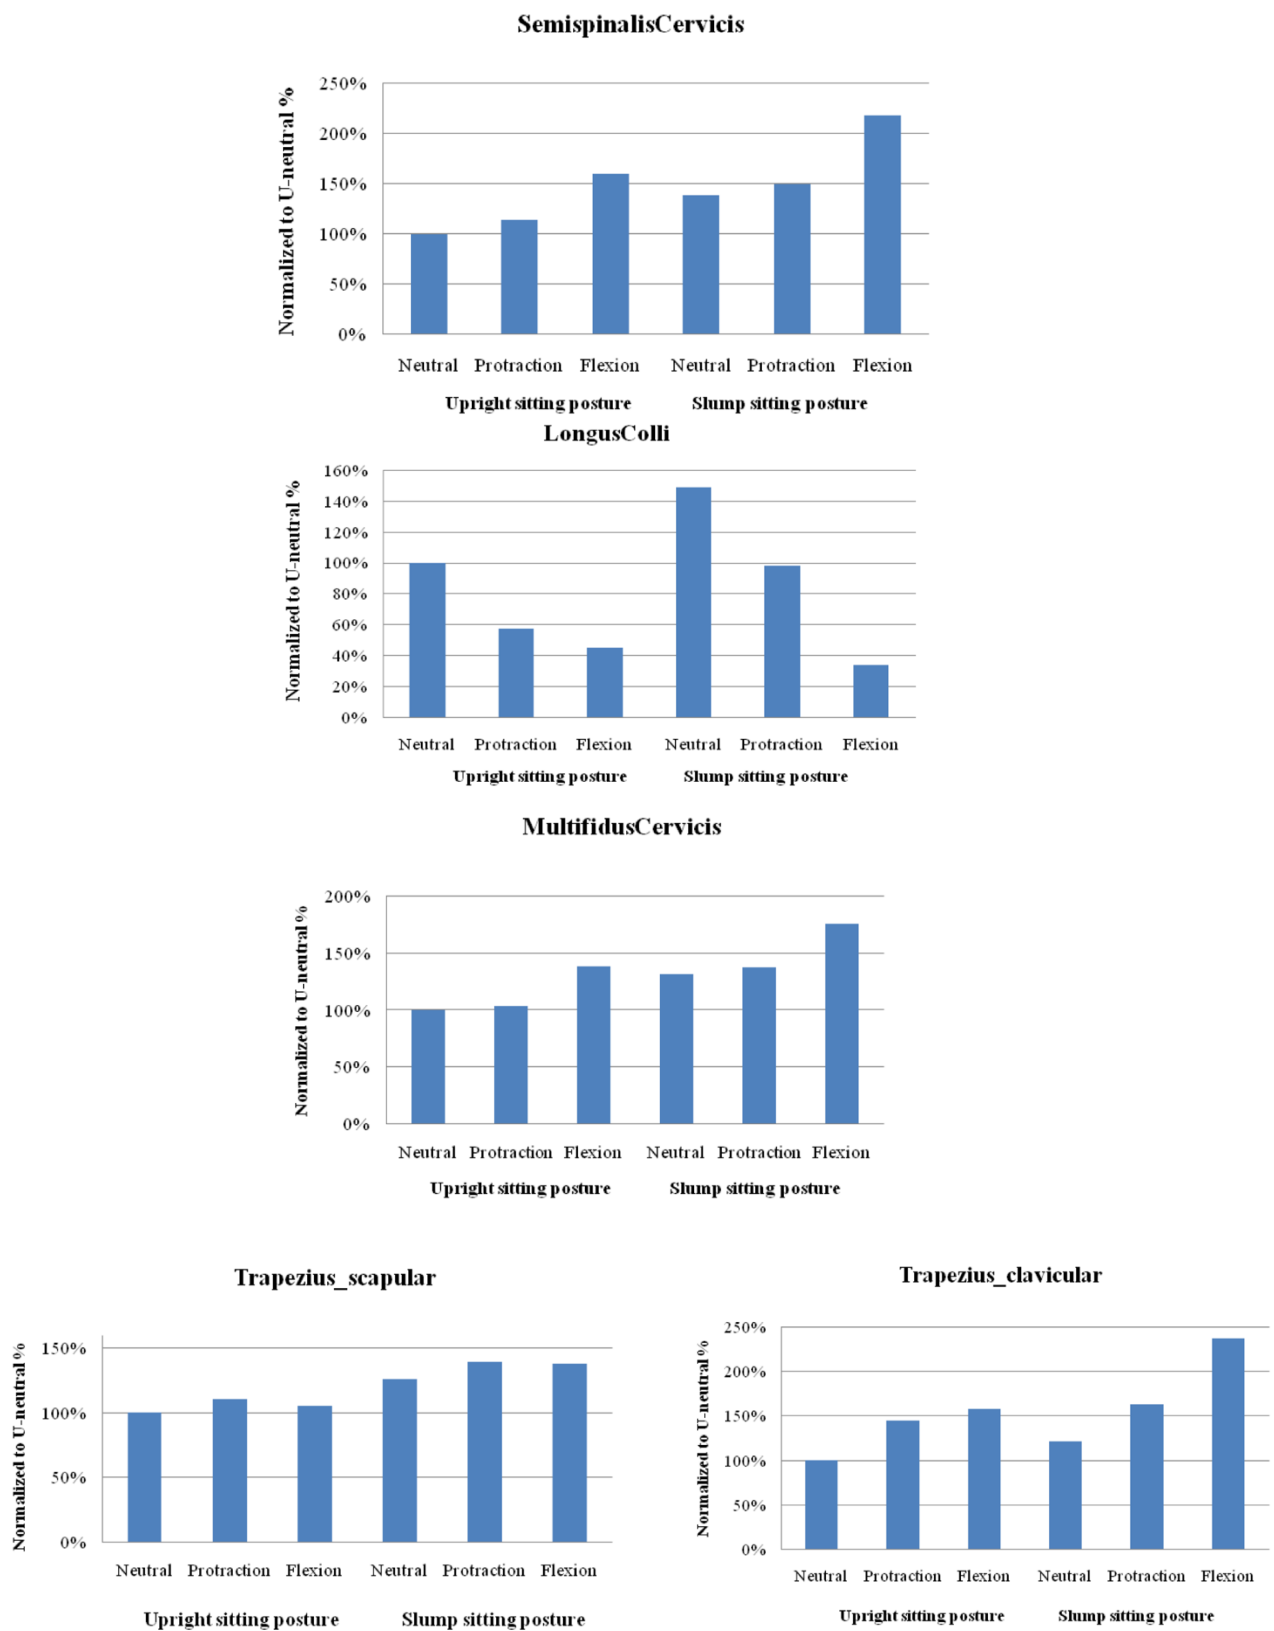 SemispinalisCervicis
Normalized to U-neutral %
250%
200%
150%
100%
50%
0%
Neutral Protraction Flexion Neutral Protraction Flexion
Upright sitting posture Slump sitting posture
LongusColli
Normalized to U-neutral %
160%
140%
120%
100%
80%
60%
40%
20%
0%
Neutral Protraction Flexion Neutral Protraction Flexion
Upright sitting posture Slump sitting posture
MultifidusCervicis
Normalized to U-neutral %
200%
150%
100%
50%
0%
Neutral Protraction Flexion Neutral Protraction Flexion
Upright sitting posture Slump sitting posture
Trapezius_scapular
Normalized to U-neutral %
150%
100%
50%
0%
Neutral Protraction Flexion Neutral Protraction Flexion
Upright sitting posture Slump sitting posture
Trapezius_clavicular
Normalized to U-neutral %
250%
200%
150%
100%
50%
0%
Neutral Protraction Flexion Neutral Protraction Flexion
Upright sitting posture Slump sitting posture